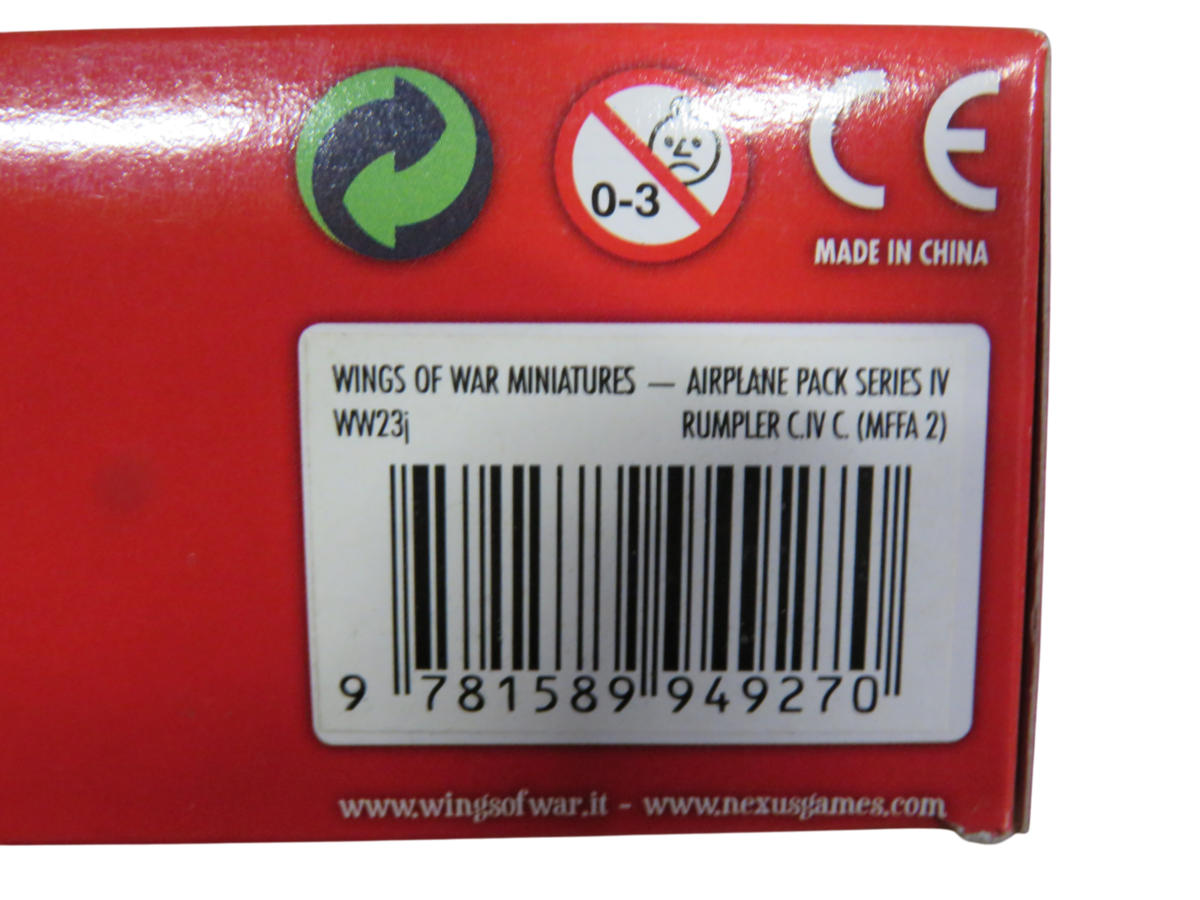 0-3
CE
MADE IN CHINA
WINGS OF WAR MINIATURES — AIRPLANE PACK SERIES IV
WW23j RUMPLER C.IV C. (MFFA 2)
9 781589 949270
www.wingsofwar.it - www.nexusgames.com